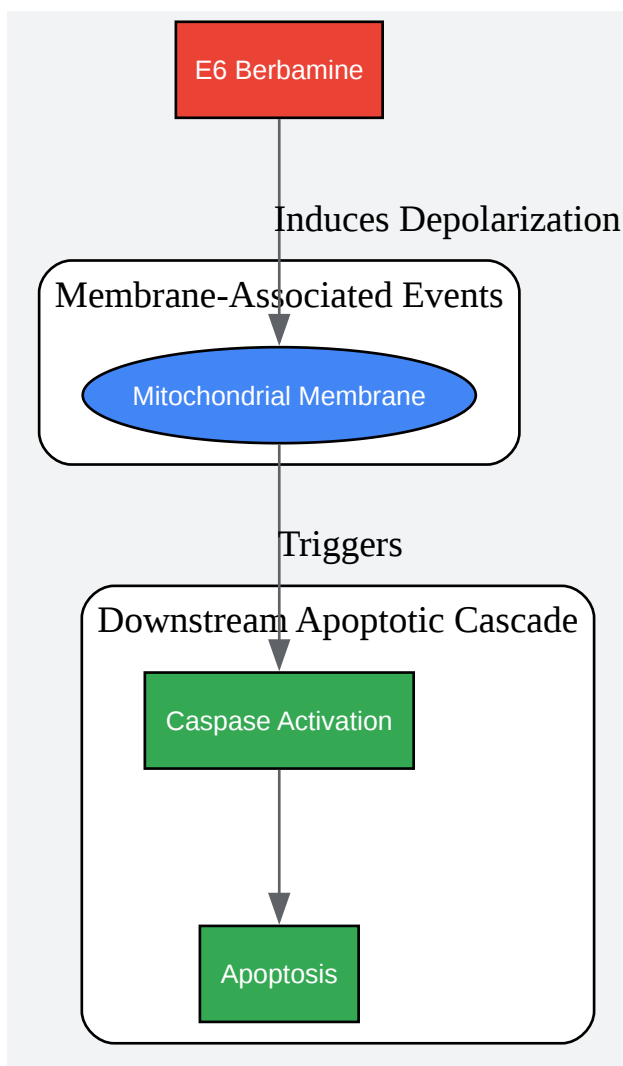 E6 Berbamine
Induces Depolarization
Membrane-Associated Events
Mitochondrial Membrane
Triggers
Downstream Apoptotic Cascade
Caspase Activation
Apoptosis